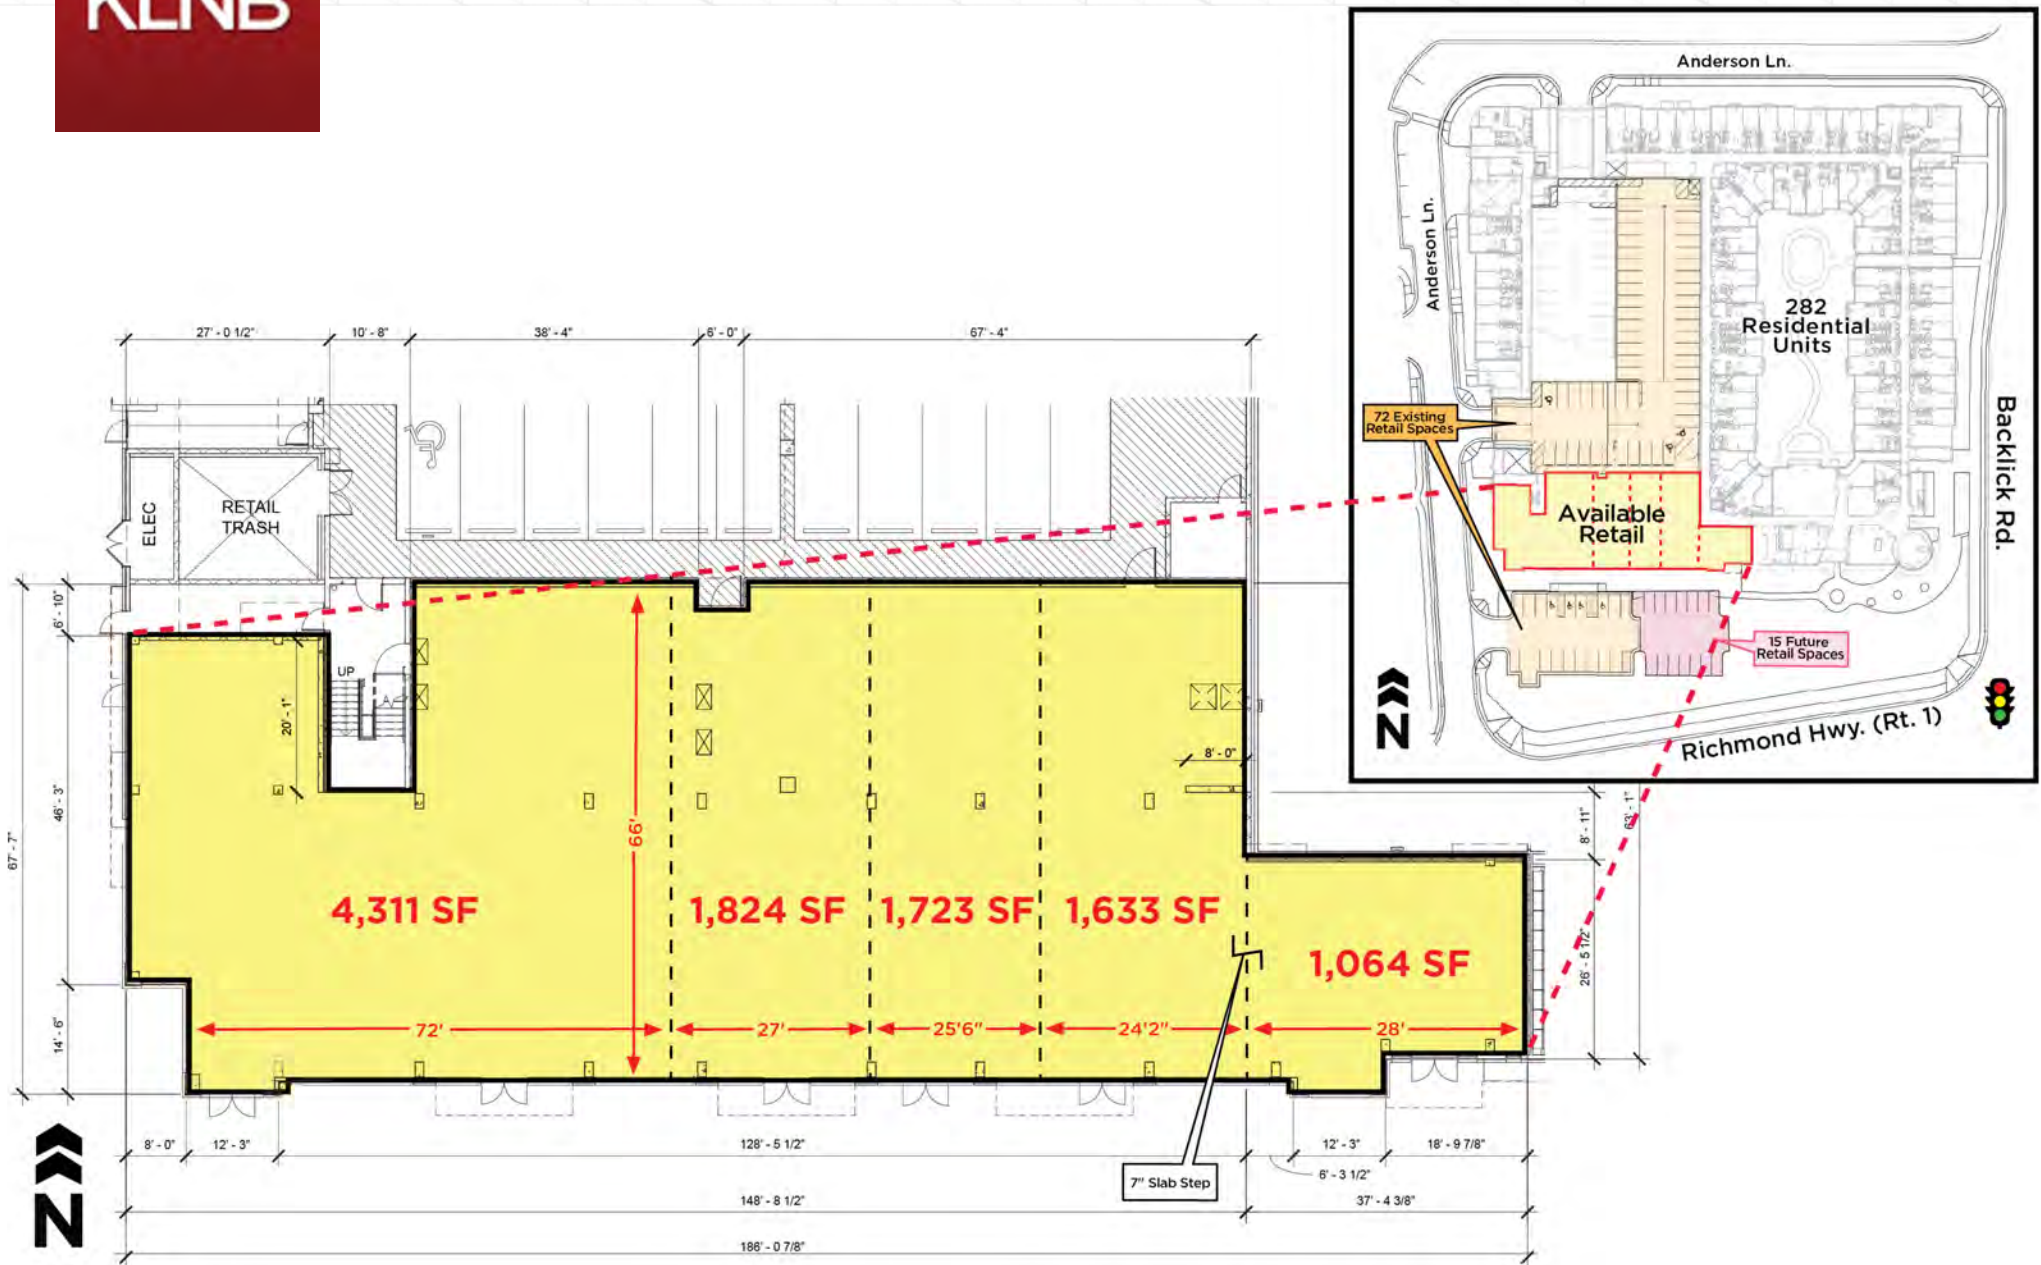 KLNB
27' - 0 1/2"
10' - 8"
38' - 4"
6' - 0"
67' - 4"
ELEC
RETAIL
TRASH
UP
20' - 1"
6' - 10"
46' - 3"
67' - 7"
14' - 6"
66'
8' - 0"
4,311 SF
1,824 SF
1,723 SF
1,633 SF
1,064 SF
72'
27'
25'6"
24'2"
28'
8' - 11"
63' - 1"
26' - 5 1/2"
8' - 0"
12' - 3"
128' - 5 1/2"
12' - 3"
18' - 9 7/8"
6' - 3 1/2"
7" Slab Step
148' - 8 1/2"
37' - 4 3/8"
186' - 0 7/8"
N
Anderson Ln.
Anderson Ln.
282
Residential
Units
Backlick Rd.
72 Existing
Retail Spaces
Available
Retail
15 Future
Retail Spaces
Richmond Hwy. (Rt. 1)
N